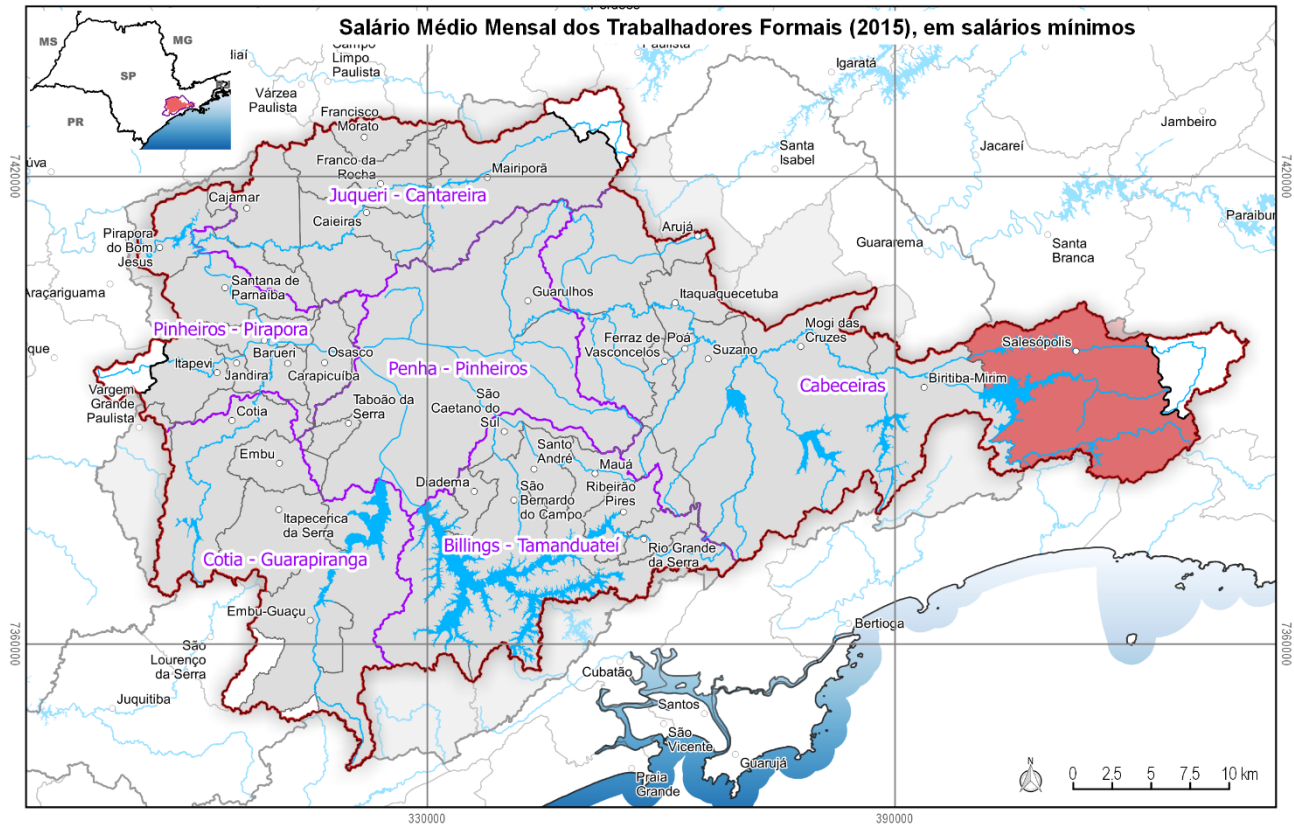 Salário Médio Mensal dos Trabalhadores Formais (2015), em salários mínimos
MS
MG
SP
PR
Campo
Limpo
Paulista
Várzea
Paulista
Paulista
Igaratá
Jambeiro
Jacareí
Santa
Isabel
Francisco
Morato
Franco da
Rocha
Mairiporã
Juqueri - Cantareira
Cajamar
Caieiras
Pirapora
do Bom
Jesus
Arujá
Guararema
Santa
Branca
Paraibun
Araçariguama
Santana de
Parnaíba
Guarulhos
Itaquaquecetuba
Pinheiros - Pirapora
Barueri
Osasco
Itapevi
Jandira
Carapicuíba
Penha - Pinheiros
Ferraz de
Vasconcelos
Poá
Suzano
Mogi das
Cruzes
Cabeceiras
Salesópolis
Biritiba-Mirim
Vargem
Grande
Paulista
Cotia
Taboão da
Serra
São
Caetano do
Sul
Embu
Santo
André
Mauá
Diadema
Ribeirão
Pires
São
Bernardo
do Campo
Itapecerica
da Serra
Cotia - Guarapiranga
Billings - Tamanduateí
Rio Grande
da Serra
Embu-Guaçu
São
Lourenço
da Serra
Juquitiba
Bertioga
Cubatão
Santos
São
Vicente
Guarujá
Praia
Grande
N
0 2,5 5 7,5 10 km
7420000
7420000
7360000
7360000
330000
390000